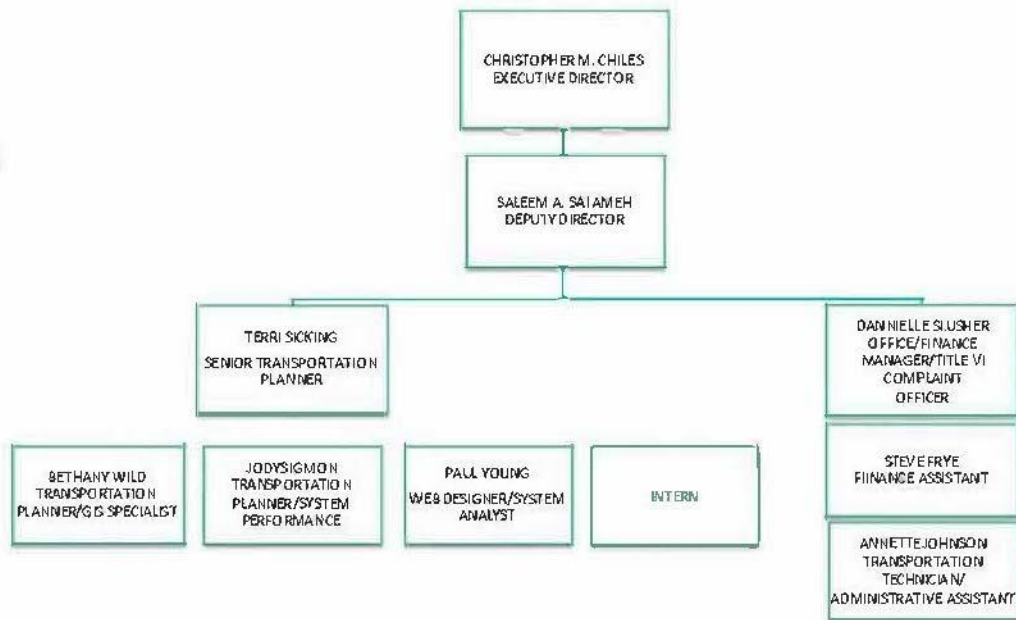 CHRISTOPHER M. CHILES
EXECUTIVE DIRECTOR
SALEEM A. SALAMEH
DEPUTY DIRECTOR
TERRI SICKING
SENIOR TRANSPORTATION
PLANNER
DANNIELLE SLUSHER
OFFICE/FINANCE
MANAGER/TITLE VI
COMPLAINT
OFFICER
BETHANY WILD
TRANSPORTATION
PLANNER/GIS SPECIALIST
JODY SIGMON
TRANSPORTATION
PLANNER/SYSTEM
PERFORMANCE
PAUL YOUNG
WEB DESIGNER/SYSTEM
ANALYST
INTERN
STEVE FRYE
FIINANCE ASSISTANT
ANNETTE JOHNSON
TRANSPORTATION
TECHNICIAN/
ADMINISTRATIVE ASSISTANT